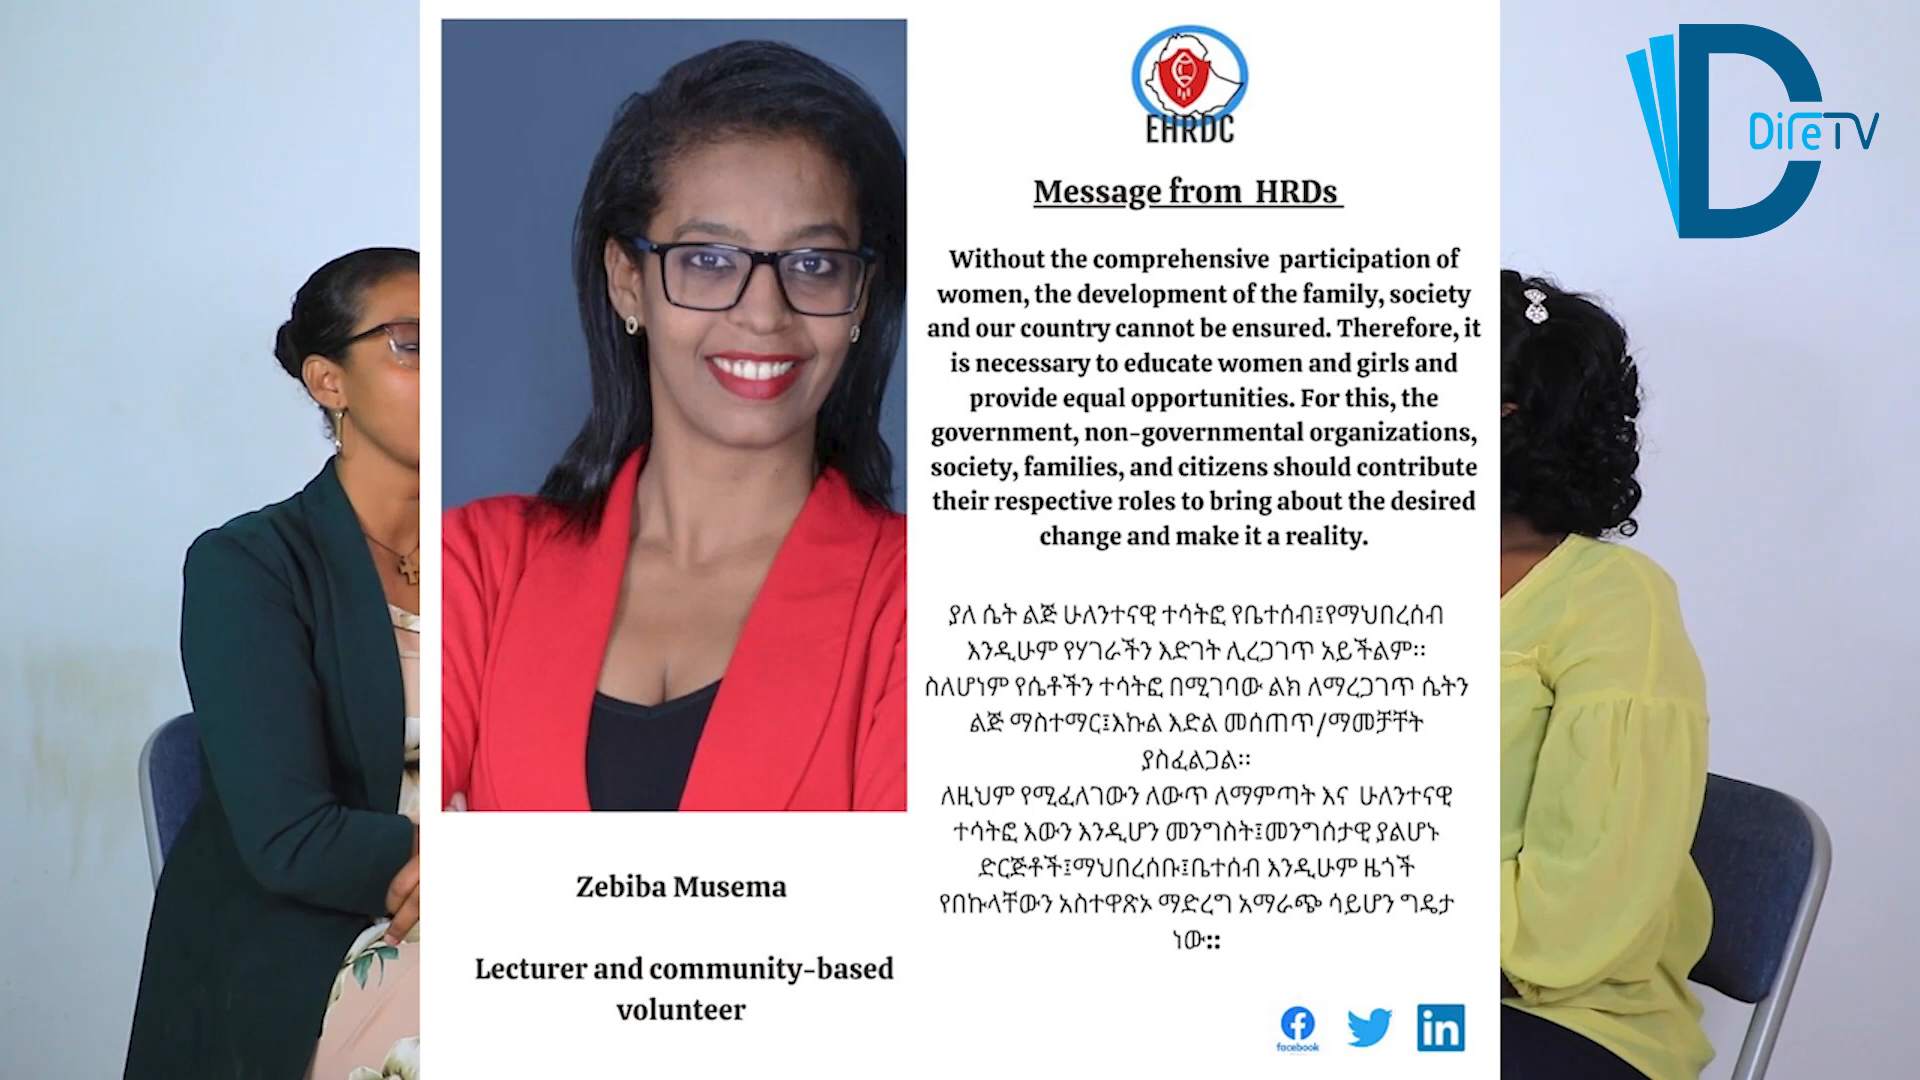 EHRDC
DireTV
Message from HRDs
Without the comprehensive participation of
women, the development of the family, society
and our country cannot be ensured. Therefore, it
is necessary to educate women and girls and
provide equal opportunities. For this, the
government, non-governmental organizations,
society, families, and citizens should contribute
their respective roles to bring about the desired
change and make it a reality.
ያለ ሴት ልጅ ሁለንተናዊ ተሳትፎ የቤተሰብ፤የማህበረሰብ
እንዲሁም የሃገራችን እድገት ሊረጋገጥ አይችልም፡፡
ስለሆነም የሴቶችን ተሳትፎ በሚገባው ልክ ለማረጋገጥ ሴትን
ልጅ ማስተማር፤እኩል እድል መሰጠጥ/ማመቻቸት
ያስፈልጋል፡፡
ለዚህም የሚፈለገውን ለውጥ ለማምጣት እና ሁለንተናዊ
ተሳትፎ እውን እንዲሆን መንግስት፤መንግሰታዊ ያልሆኑ
ድርጅቶች፤ማህበረሰቡ፤ቤተሰብ እንዲሁም ዜጎች
የበኩላቸውን አስተዋጽኦ ማድረግ አማራጭ ሳይሆን ግዴታ
ነው፡፡
Zebiba Musema
Lecturer and community-based
volunteer
facebook
in